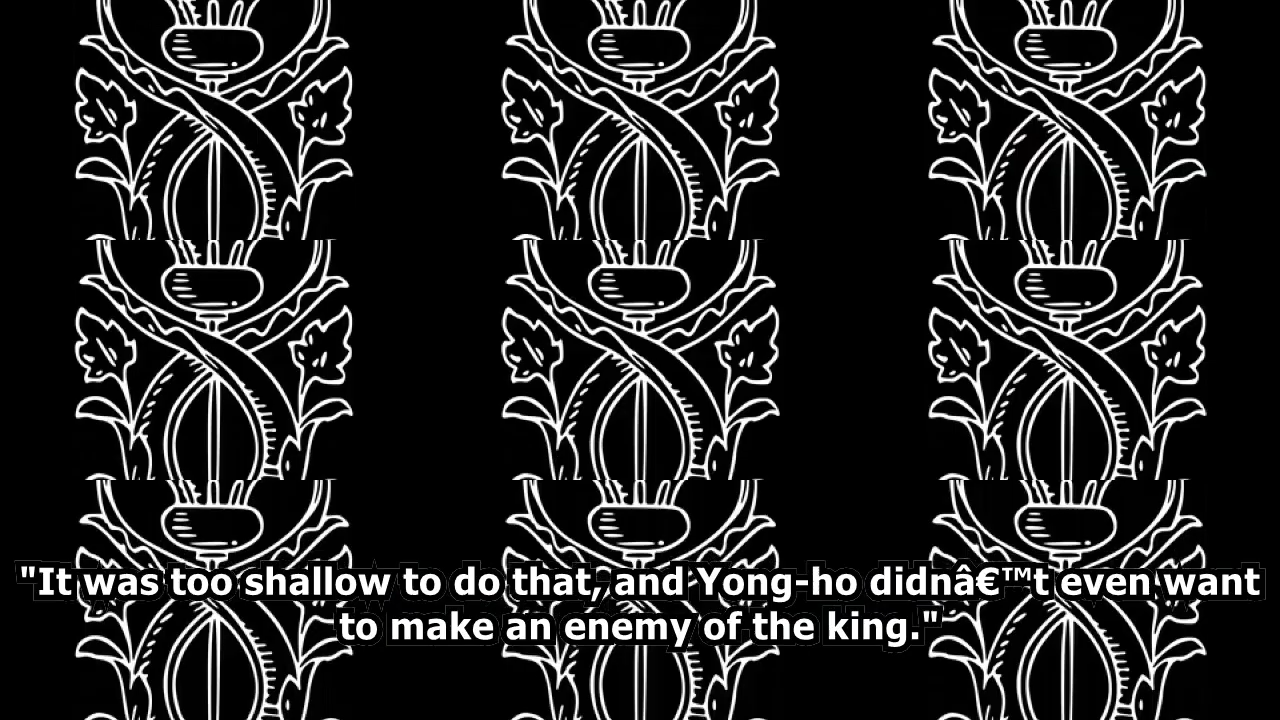 "It was too shallow to do that, and Yong-ho didnâ€™t even want
to make an enemy of the king."